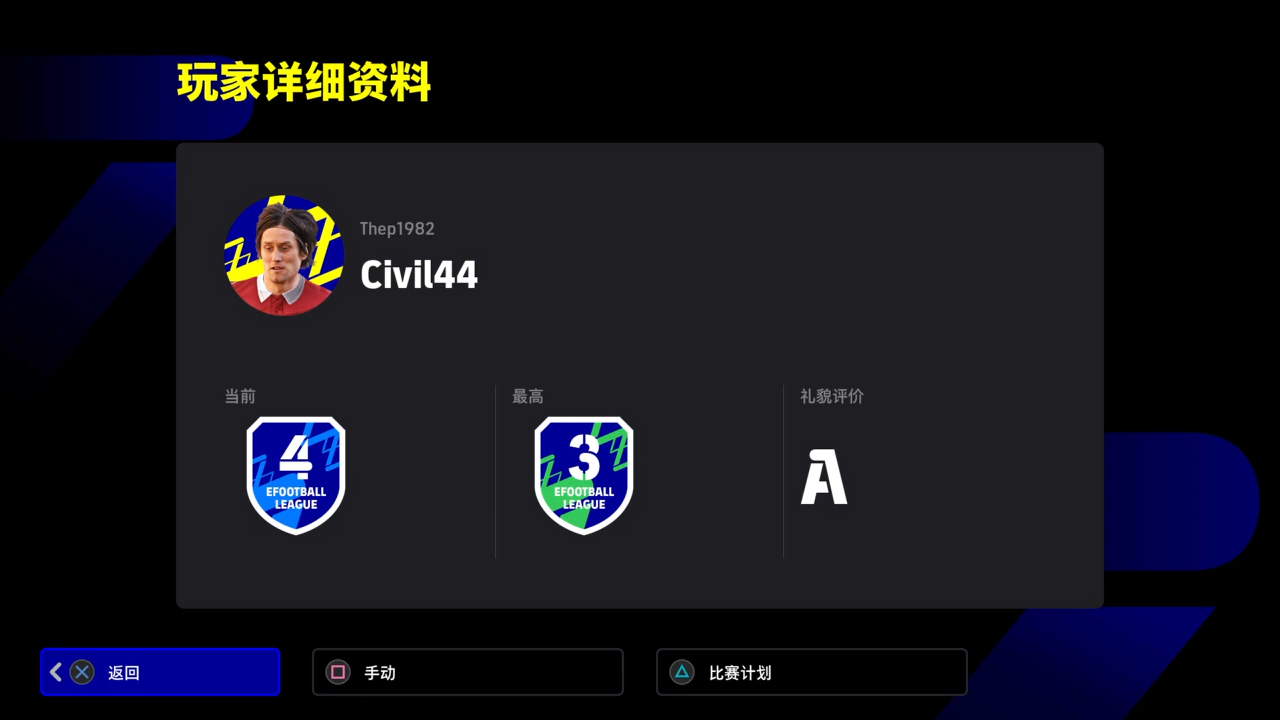 玩家详细资料
Thep1982
Civil44
当前
最高
礼貌评价
4
EFOOTBALL
LEAGUE
3
EFOOTBALL
LEAGUE
A
返回
手动
比赛计划